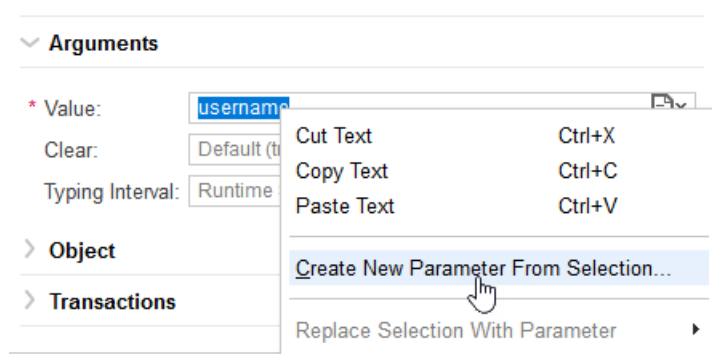 Arguments
* Value: username
Cut Text Ctrl+X
Clear: Default (t
Copy Text Ctrl+C
Typing Interval: Runtime
Paste Text Ctrl+V
Object
Create New Parameter From Selection...
Transactions
Replace Selection With Parameter